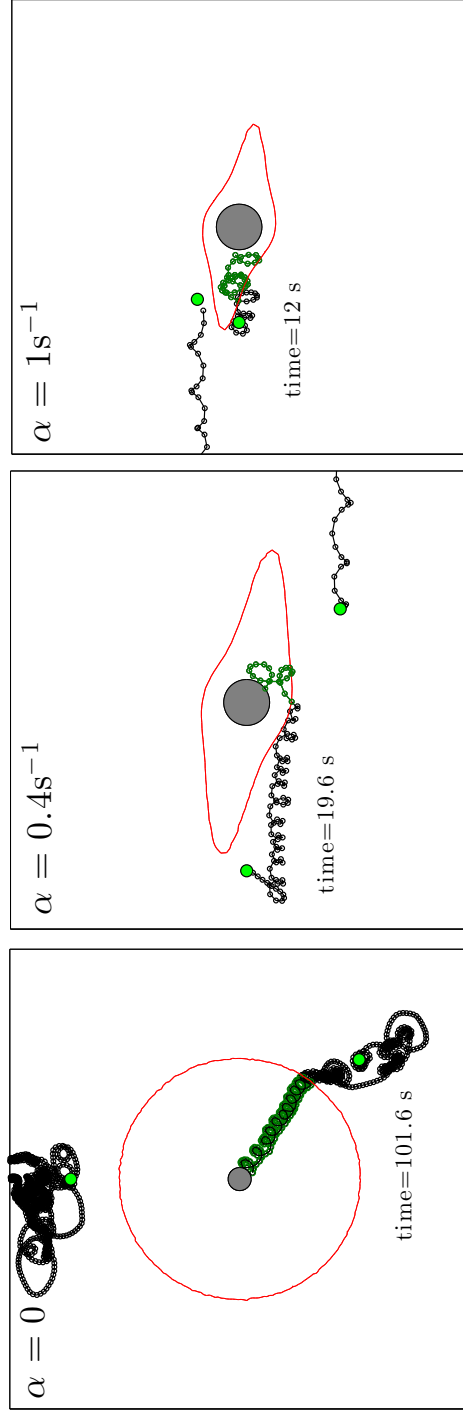 α = 0
time=101.6 s
α = 0.4s⁻¹
time=19.6 s
α = 1s⁻¹
time=12 s